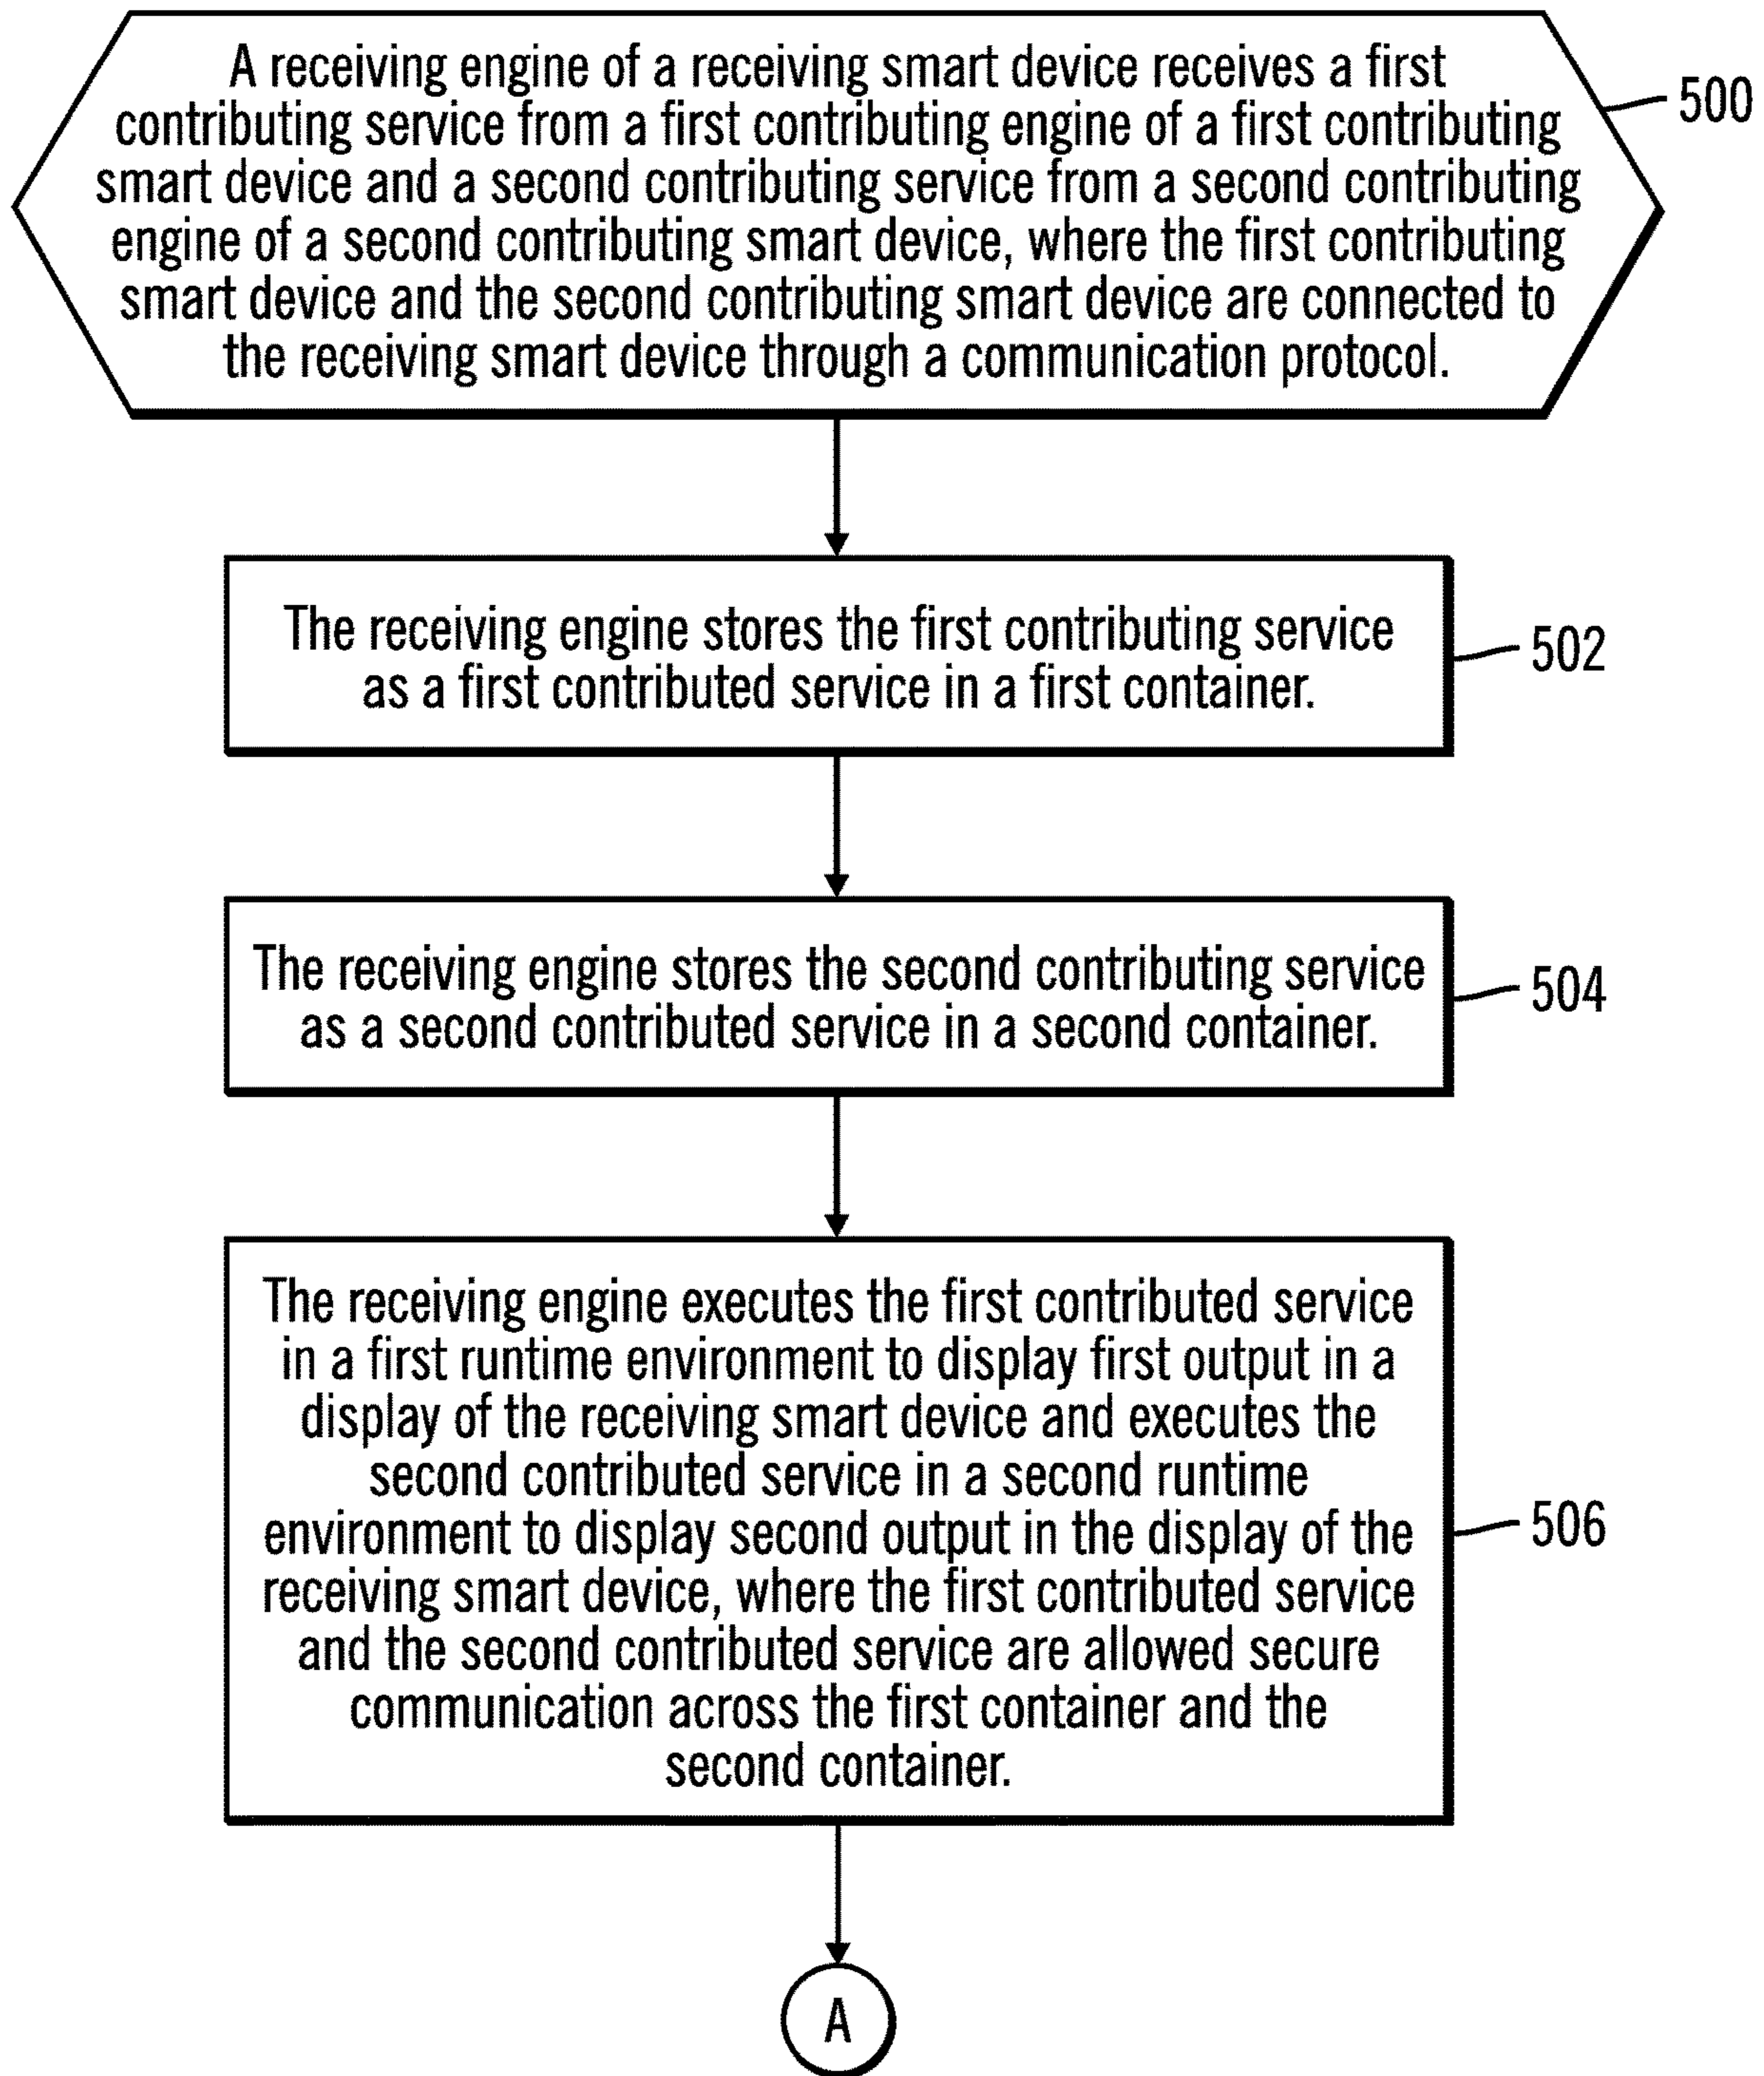 A receiving engine of a receiving smart device receives a first
contributing service from a first contributing engine of a first contributing
smart device and a second contributing service from a second contributing
engine of a second contributing smart device, where the first contributing
smart device and the second contributing smart device are connected to
the receiving smart device through a communication protocol.
500
The receiving engine stores the first contributing service
as a first contributed service in a first container.
502
The receiving engine stores the second contributing service
as a second contributed service in a second container.
504
The receiving engine executes the first contributed service
in a first runtime environment to display first output in a
display of the receiving smart device and executes the
second contributed service in a second runtime
environment to display second output in the display of the
receiving smart device, where the first contributed service
and the second contributed service are allowed secure
communication across the first container and the
second container.
506
A